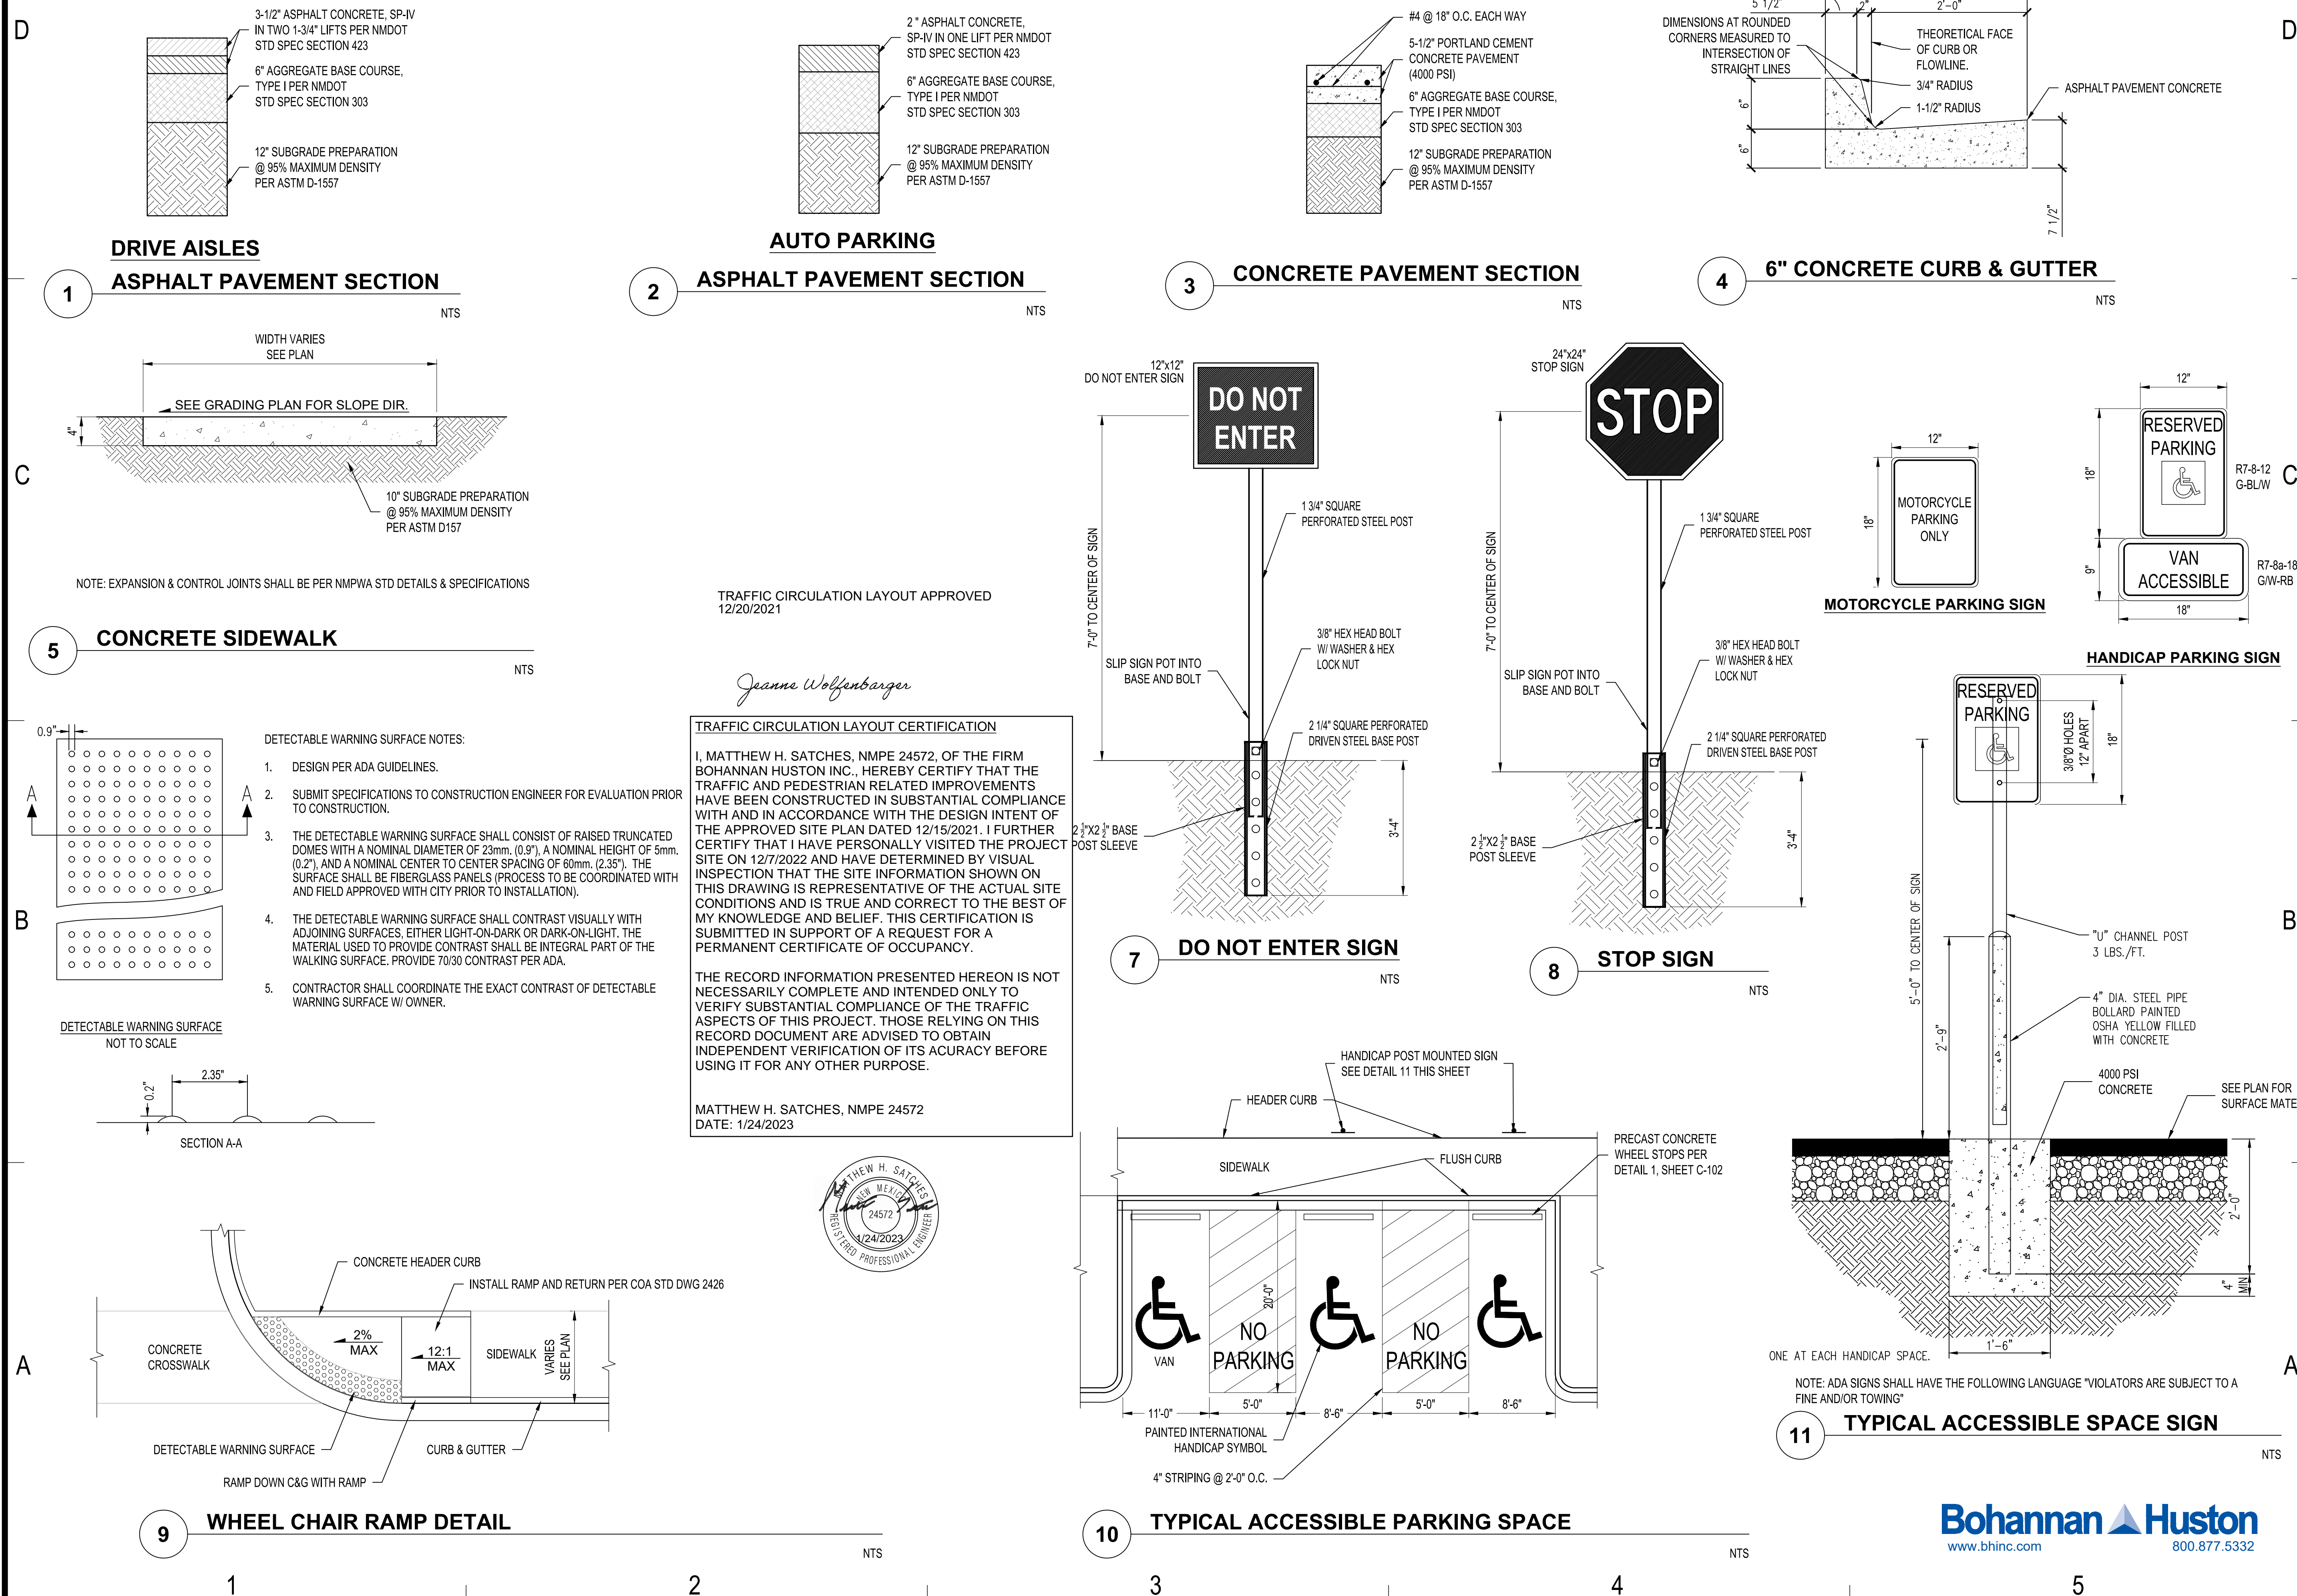 D
3-1/2" ASPHALT CONCRETE, SP-IV
IN TWO 1-3/4" LIFTS PER NMDOT
STD SPEC SECTION 423
6" AGGREGATE BASE COURSE,
TYPE I PER NMDOT
STD SPEC SECTION 303
12" SUBGRADE PREPARATION
@ 95% MAXIMUM DENSITY
PER ASTM D-1557
DRIVE AISLES
1 ASPHALT PAVEMENT SECTION
NTS
2 " ASPHALT CONCRETE,
SP-IV IN ONE LIFT PER NMDOT
STD SPEC SECTION 423
6" AGGREGATE BASE COURSE,
TYPE I PER NMDOT
STD SPEC SECTION 303
12" SUBGRADE PREPARATION
@ 95% MAXIMUM DENSITY
PER ASTM D-1557
AUTO PARKING
2 ASPHALT PAVEMENT SECTION
NTS
#4 @ 18" O.C. EACH WAY
5-1/2" PORTLAND CEMENT
CONCRETE PAVEMENT
(4000 PSI)
6" AGGREGATE BASE COURSE,
TYPE I PER NMDOT
STD SPEC SECTION 303
12" SUBGRADE PREPARATION
@ 95% MAXIMUM DENSITY
PER ASTM D-1557
3 CONCRETE PAVEMENT SECTION
NTS
5 1/2"
2"
2'-0"
DIMENSIONS AT ROUNDED
CORNERS MEASURED TO
INTERSECTION OF
STRAIGHT LINES
THEORETICAL FACE
OF CURB OR
FLOWLINE.
3/4" RADIUS
1-1/2" RADIUS
ASPHALT PAVEMENT CONCRETE
6"
6"
7 1/2"
4 6" CONCRETE CURB & GUTTER
NTS
D
WIDTH VARIES
SEE PLAN
SEE GRADING PLAN FOR SLOPE DIR.
4"
C
10" SUBGRADE PREPARATION
@ 95% MAXIMUM DENSITY
PER ASTM D157
NOTE: EXPANSION & CONTROL JOINTS SHALL BE PER NMPWA STD DETAILS & SPECIFICATIONS
5 CONCRETE SIDEWALK
NTS
TRAFFIC CIRCULATION LAYOUT APPROVED
12/20/2021
Jeanne Wolfenbarger
TRAFFIC CIRCULATION LAYOUT CERTIFICATION
I, MATTHEW H. SATCHES, NMPE 24572, OF THE FIRM
BOHANNAN HUSTON INC., HEREBY CERTIFY THAT THE
TRAFFIC AND PEDESTRIAN RELATED IMPROVEMENTS
HAVE BEEN CONSTRUCTED IN SUBSTANTIAL COMPLIANCE
WITH AND IN ACCORDANCE WITH THE DESIGN INTENT OF
THE APPROVED SITE PLAN DATED 12/15/2021. I FURTHER
CERTIFY THAT I HAVE PERSONALLY VISITED THE PROJECT
SITE ON 12/7/2022 AND HAVE DETERMINED BY VISUAL
INSPECTION THAT THE SITE INFORMATION SHOWN ON
THIS DRAWING IS REPRESENTATIVE OF THE ACTUAL SITE
CONDITIONS AND IS TRUE AND CORRECT TO THE BEST OF
MY KNOWLEDGE AND BELIEF. THIS CERTIFICATION IS
SUBMITTED IN SUPPORT OF A REQUEST FOR A
PERMANENT CERTIFICATE OF OCCUPANCY.
THE RECORD INFORMATION PRESENTED HEREON IS NOT
NECESSARILY COMPLETE AND INTENDED ONLY TO
VERIFY SUBSTANTIAL COMPLIANCE OF THE TRAFFIC
ASPECTS OF THIS PROJECT. THOSE RELYING ON THIS
RECORD DOCUMENT ARE ADVISED TO OBTAIN
INDEPENDENT VERIFICATION OF ITS ACURACY BEFORE
USING IT FOR ANY OTHER PURPOSE.
MATTHEW H. SATCHES, NMPE 24572
DATE: 1/24/2023
MATTHEW H. SATCHES
NEW MEXICO
24572
1/24/2023
REGISTERED PROFESSIONAL ENGINEER
12"x12"
DO NOT ENTER SIGN
DO NOT
ENTER
7'-0" TO CENTER OF SIGN
1 3/4" SQUARE
PERFORATED STEEL POST
3/8" HEX HEAD BOLT
W/ WASHER & HEX
LOCK NUT
SLIP SIGN POT INTO
BASE AND BOLT
2 1/4" SQUARE PERFORATED
DRIVEN STEEL BASE POST
2 1/2"X2 1/2" BASE
POST SLEEVE
3'-4"
7 DO NOT ENTER SIGN
NTS
24"x24"
STOP SIGN
STOP
7'-0" TO CENTER OF SIGN
1 3/4" SQUARE
PERFORATED STEEL POST
3/8" HEX HEAD BOLT
W/ WASHER & HEX
LOCK NUT
SLIP SIGN POT INTO
BASE AND BOLT
2 1/4" SQUARE PERFORATED
DRIVEN STEEL BASE POST
2 1/2"X2 1/2" BASE
POST SLEEVE
3'-4"
8 STOP SIGN
NTS
12"
18"
MOTORCYCLE
PARKING
ONLY
MOTORCYCLE PARKING SIGN
12"
18"
RESERVED
PARKING
R7-8-12
G-BL/W
C
9"
VAN
ACCESSIBLE
R7-8a-18
G/W-RB
18"
HANDICAP PARKING SIGN
0.9"
A
A
B
DETECTABLE WARNING SURFACE NOTES:
1. DESIGN PER ADA GUIDELINES.
2. SUBMIT SPECIFICATIONS TO CONSTRUCTION ENGINEER FOR EVALUATION PRIOR
TO CONSTRUCTION.
3. THE DETECTABLE WARNING SURFACE SHALL CONSIST OF RAISED TRUNCATED
DOMES WITH A NOMINAL DIAMETER OF 23mm. (0.9"), A NOMINAL HEIGHT OF 5mm.
(0.2"), AND A NOMINAL CENTER TO CENTER SPACING OF 60mm. (2.35"). THE
SURFACE SHALL BE FIBERGLASS PANELS (PROCESS TO BE COORDINATED WITH
AND FIELD APPROVED WITH CITY PRIOR TO INSTALLATION).
4. THE DETECTABLE WARNING SURFACE SHALL CONTRAST VISUALLY WITH
ADJOINING SURFACES, EITHER LIGHT-ON-DARK OR DARK-ON-LIGHT. THE
MATERIAL USED TO PROVIDE CONTRAST SHALL BE INTEGRAL PART OF THE
WALKING SURFACE. PROVIDE 70/30 CONTRAST PER ADA.
5. CONTRACTOR SHALL COORDINATE THE EXACT CONTRAST OF DETECTABLE
WARNING SURFACE W/ OWNER.
DETECTABLE WARNING SURFACE
NOT TO SCALE
2.35"
0.2"
SECTION A-A
CONCRETE HEADER CURB
INSTALL RAMP AND RETURN PER COA STD DWG 2426
CONCRETE
CROSSWALK
2%
MAX
12:1
MAX
SIDEWALK
VARIES
SEE PLAN
A
DETECTABLE WARNING SURFACE
CURB & GUTTER
RAMP DOWN C&G WITH RAMP
9 WHEEL CHAIR RAMP DETAIL
NTS
HANDICAP POST MOUNTED SIGN
SEE DETAIL 11 THIS SHEET
HEADER CURB
SIDEWALK
FLUSH CURB
PRECAST CONCRETE
WHEEL STOPS PER
DETAIL 1, SHEET C-102
20'-0"
VAN
NO
PARKING
NO
PARKING
11'-0"
5'-0"
8'-6"
5'-0"
8'-6"
PAINTED INTERNATIONAL
HANDICAP SYMBOL
4" STRIPING @ 2'-0" O.C.
10 TYPICAL ACCESSIBLE PARKING SPACE
NTS
RESERVED
PARKING
3/8"Ø HOLES
12" APART
18"
5'-0" TO CENTER OF SIGN
2'-9"
"U" CHANNEL POST
3 LBS./FT.
B
4" DIA. STEEL PIPE
BOLLARD PAINTED
OSHA YELLOW FILLED
WITH CONCRETE
4000 PSI
CONCRETE
SEE PLAN FOR
SURFACE MATE
2'-0"
4"
MIN
1'-6"
ONE AT EACH HANDICAP SPACE.
A
NOTE: ADA SIGNS SHALL HAVE THE FOLLOWING LANGUAGE "VIOLATORS ARE SUBJECT TO A
FINE AND/OR TOWING"
11 TYPICAL ACCESSIBLE SPACE SIGN
NTS
Bohannan Huston
www.bhinc.com 800.877.5332
1 2 3 4 5